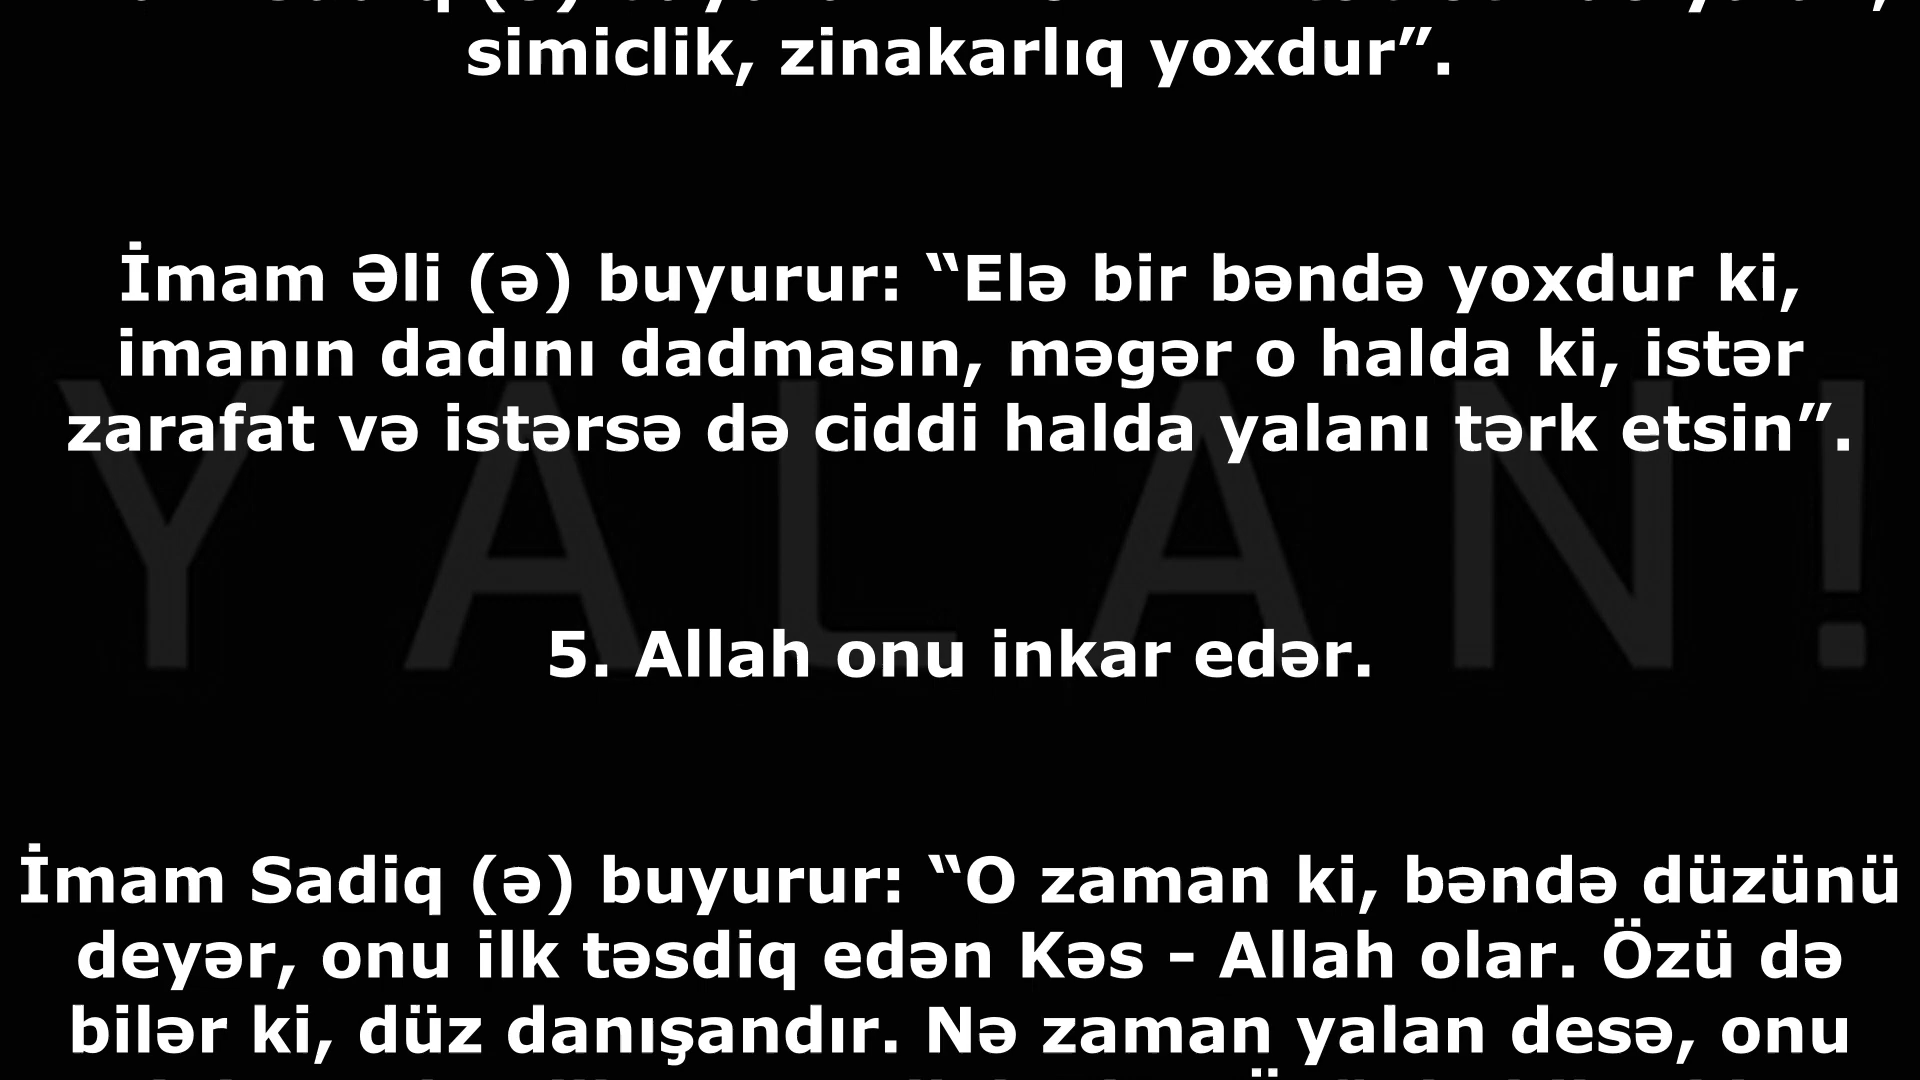 simiclik, zinakarlıq yoxdur”.
İmam Əli (ə) buyurur: “Elə bir bəndə yoxdur ki,
imanın dadını dadmasın, məgər o halda ki, istər
zarafat və istərsə də ciddi halda yalanı tərk etsin”.
YALAN!
5. Allah onu inkar edər.
İmam Sadiq (ə) buyurur: “O zaman ki, bəndə düzünü
deyər, onu ilk təsdiq edən Kəs – Allah olar. Özü də
bilər ki, düz danışandır. Nə zaman yalan desə, onu